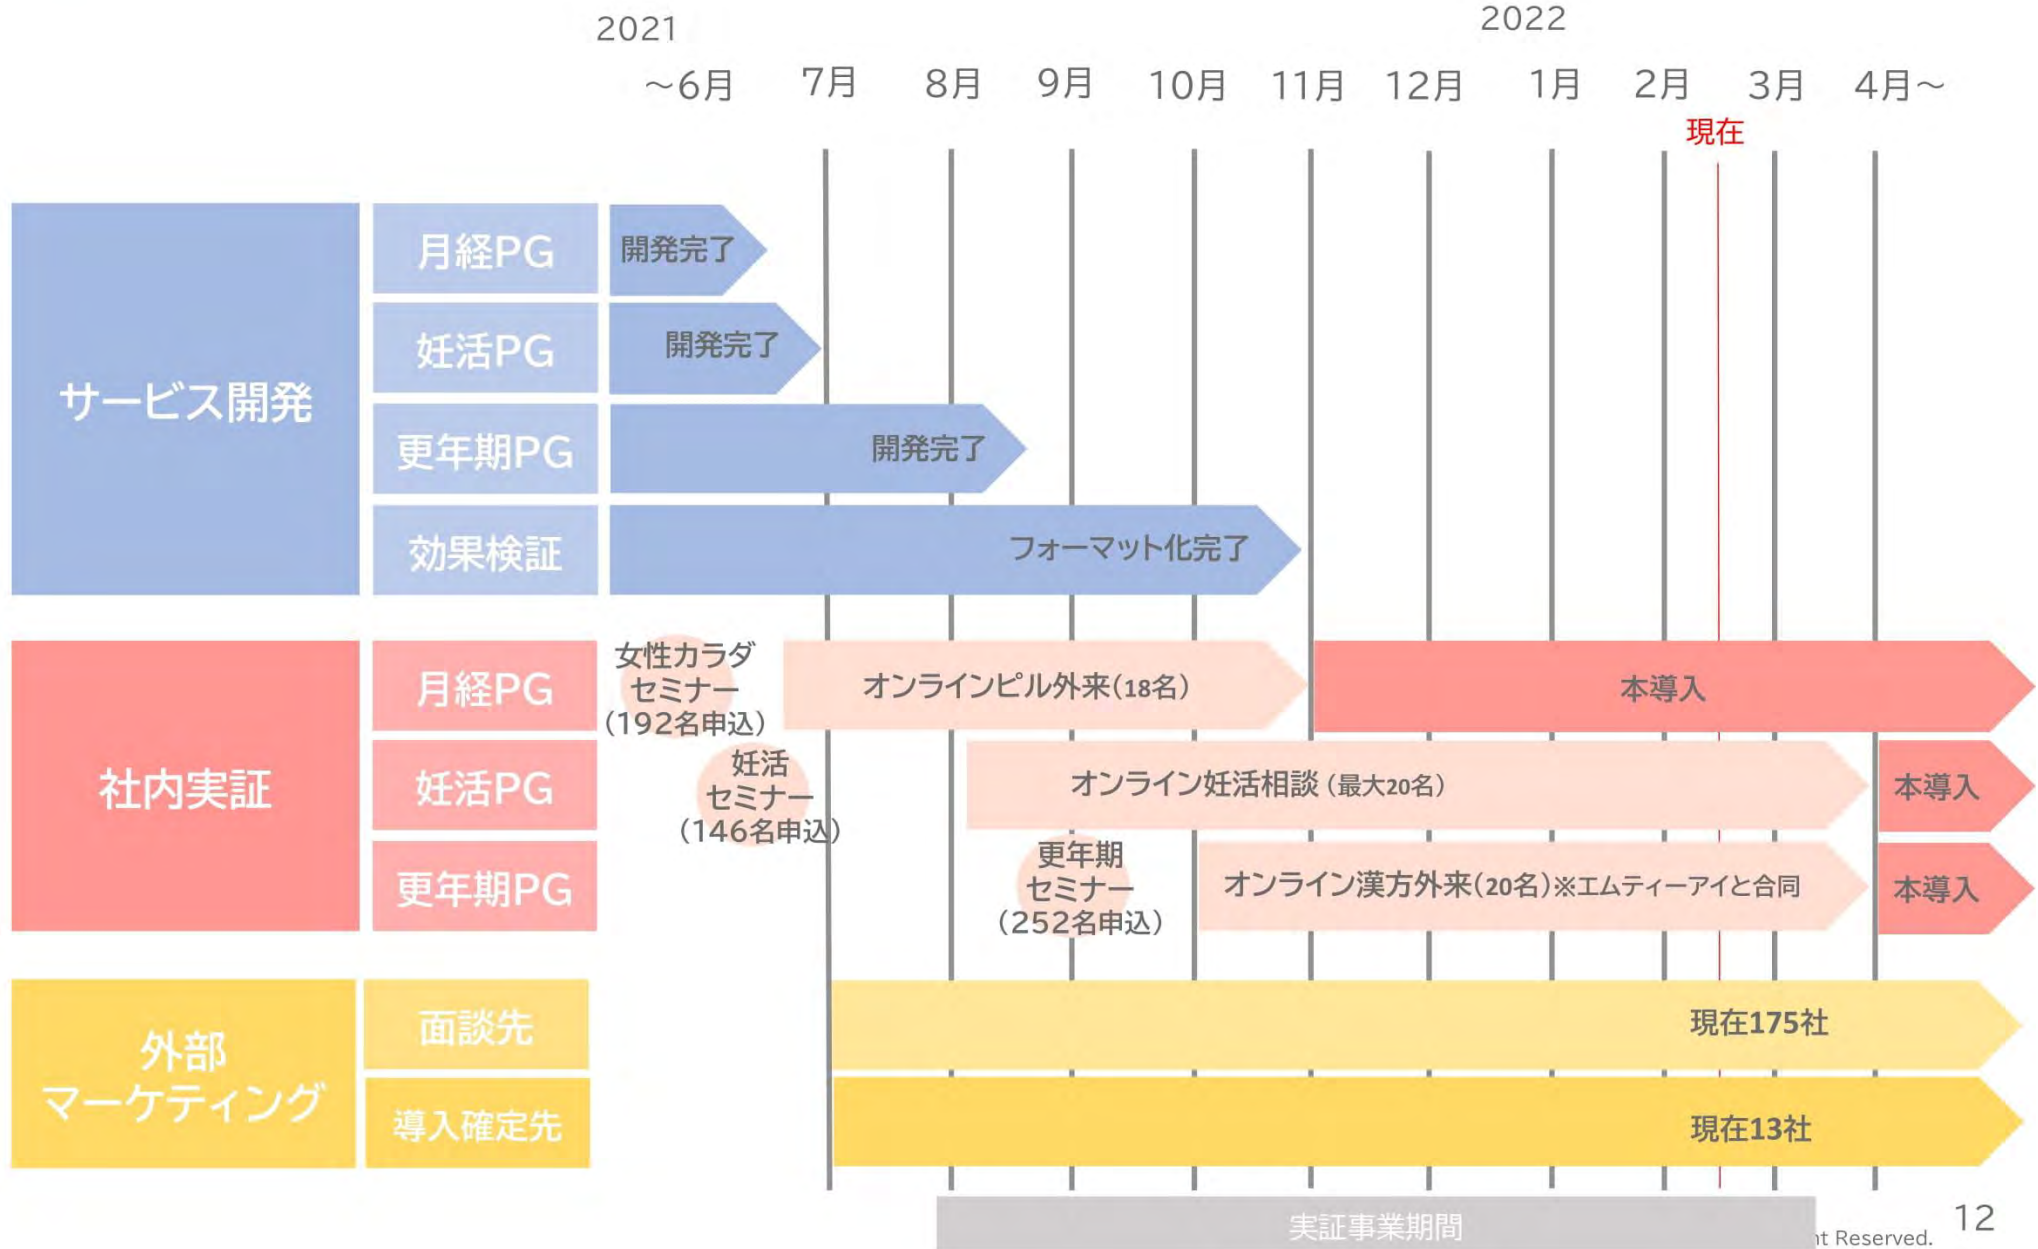 2021
2022
～6月
7月
8月
9月
10月
11月
12月
1月
2月
3月
4月～
現在
サービス開発
月経PG
開発完了
妊活PG
開発完了
更年期PG
開発完了
効果検証
フォーマット化完了
社内実証
月経PG
女性カラダ
セミナー
（192名申込）
オンラインピル外来（18名）
本導入
妊活PG
妊活
セミナー
（146名申込）
オンライン妊活相談（最大20名）
本導入
更年期PG
更年期
セミナー
（252名申込）
オンライン漢方外来（20名）※エムティーアイと合同
本導入
外部
マーケティング
面談先
現在175社
導入確定先
現在13社
実証事業期間
Reserved.
12